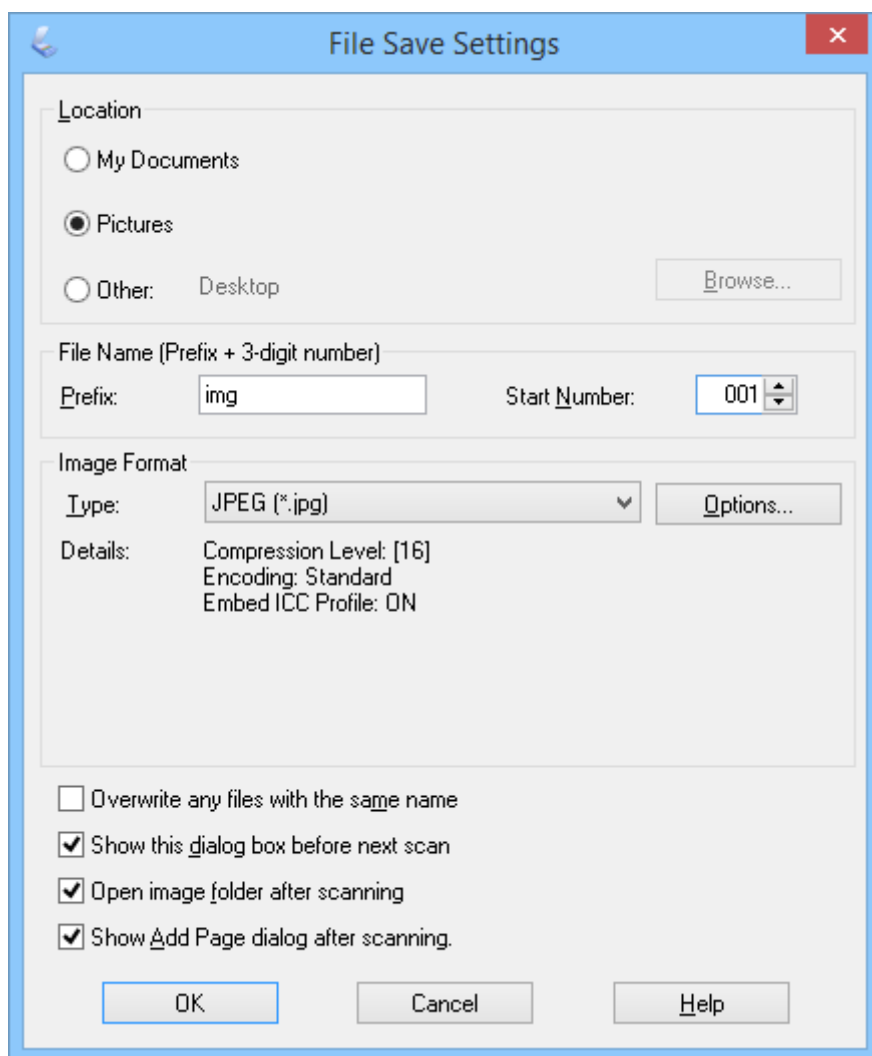 File Save Settings
Location
My Documents
Pictures
Other: Desktop Browse...
File Name (Prefix + 3-digit number)
Prefix: img Start Number: 001
Image Format
Type: JPEG (*.jpg) Options...
Details: Compression Level: [16]
Encoding: Standard
Embed ICC Profile: ON
Overwrite any files with the same name
Show this dialog box before next scan
Open image folder after scanning
Show Add Page dialog after scanning.
OK Cancel Help